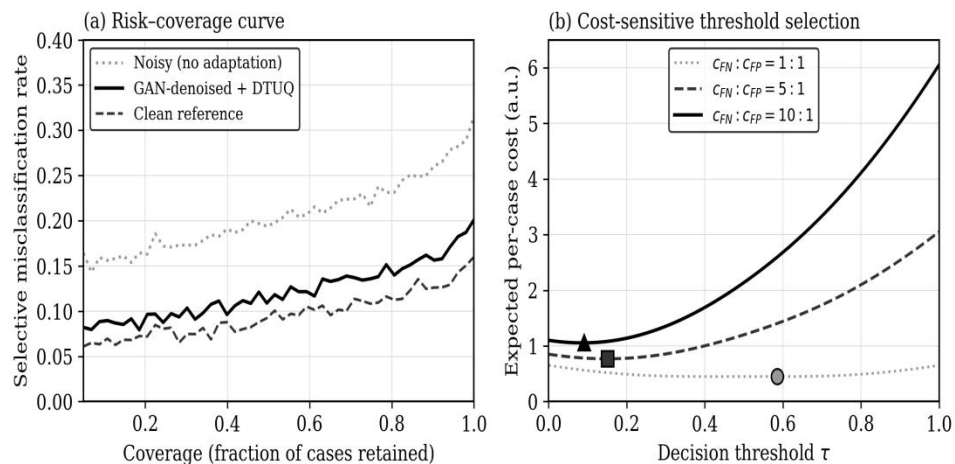 (a) Risk–coverage curve
Selective misclassification rate
0.40
0.35
0.30
0.25
0.20
0.15
0.10
0.05
0.00
Noisy (no adaptation)
GAN-denoised + DTUQ
Clean reference
0.2
0.4
0.6
0.8
1.0
Coverage (fraction of cases retained)
(b) Cost-sensitive threshold selection
Expected per-case cost (a.u.)
6
5
4
3
2
1
0
c_FN : c_FP = 1 : 1
c_FN : c_FP = 5 : 1
c_FN : c_FP = 10 : 1
0.0
0.2
0.4
0.6
0.8
1.0
Decision threshold τ